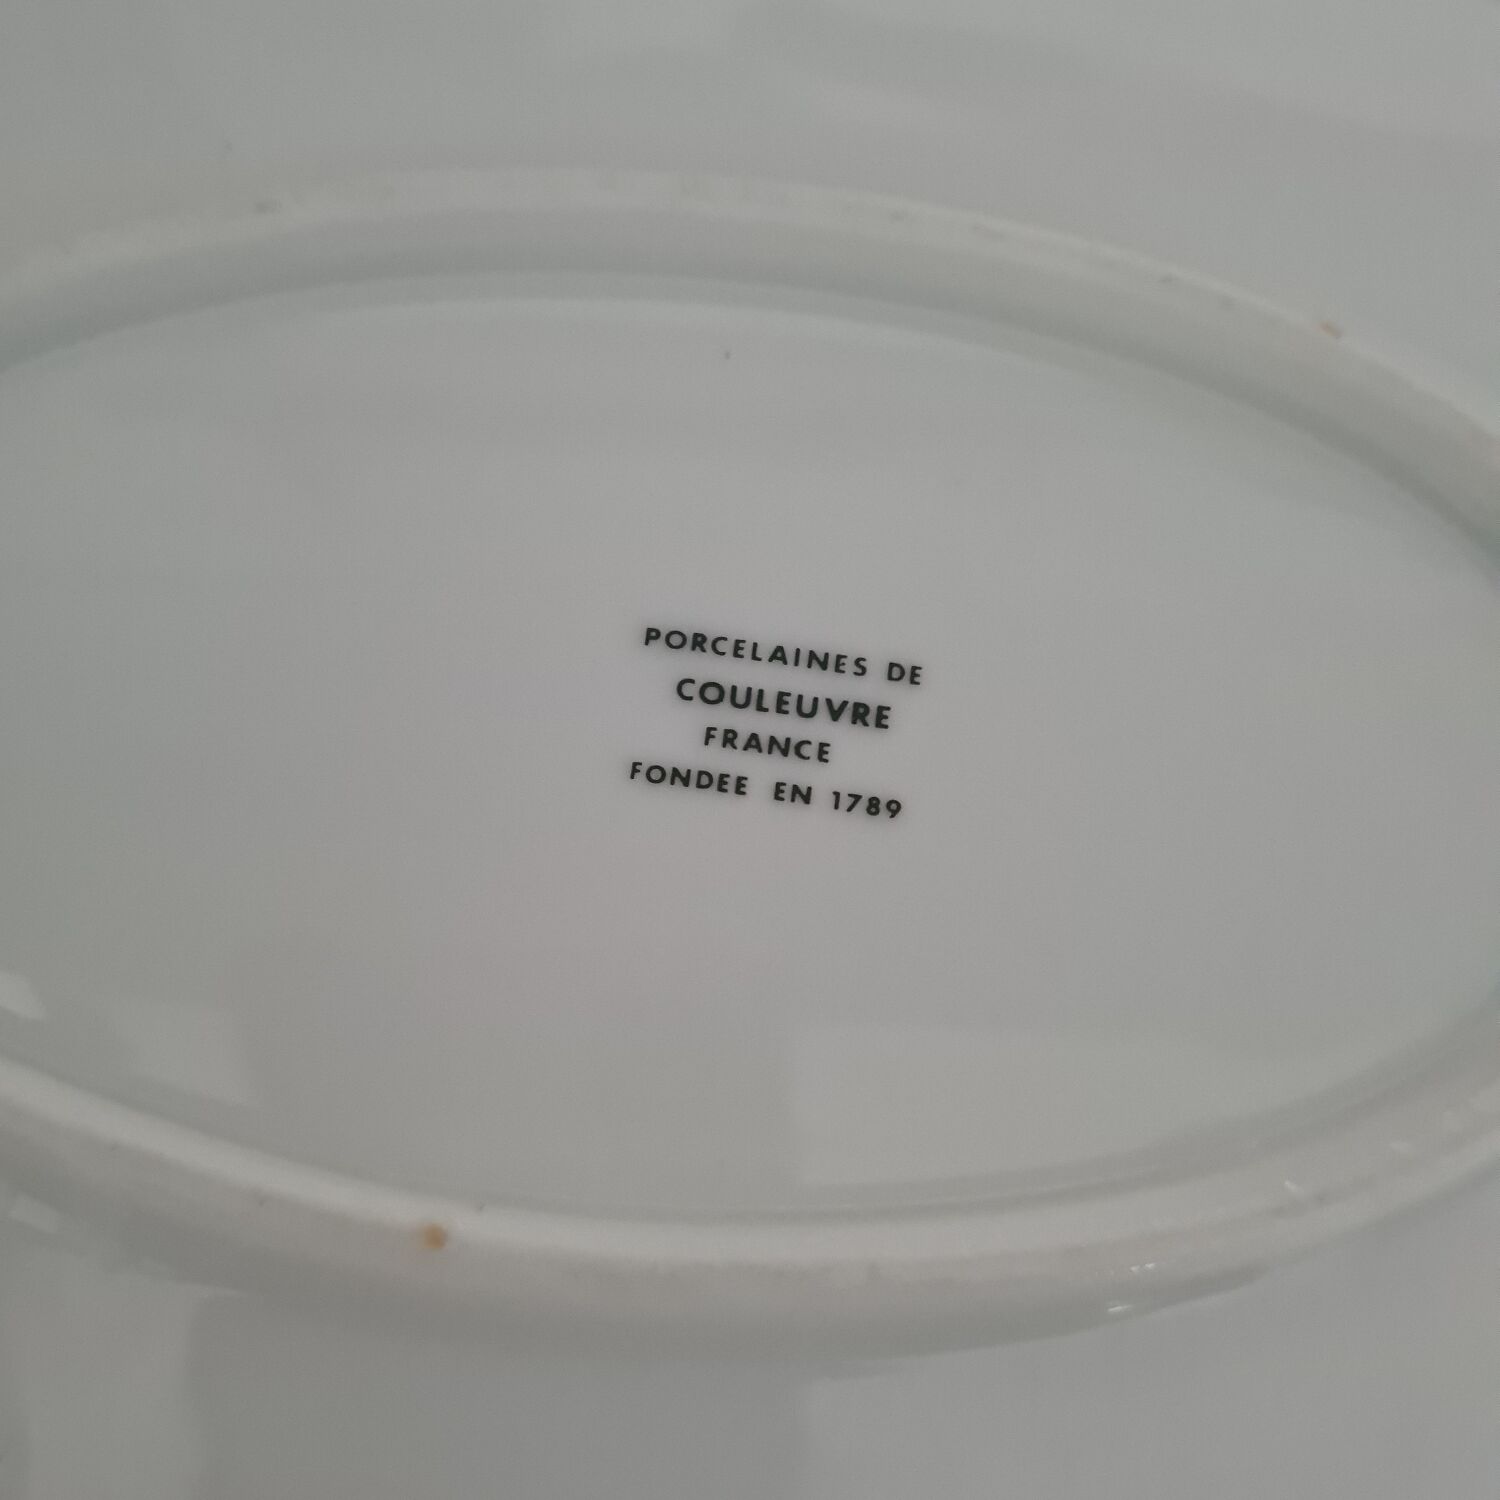 PORCELAINES DE
COULEUVRE
FRANCE
FONDEE EN 1789